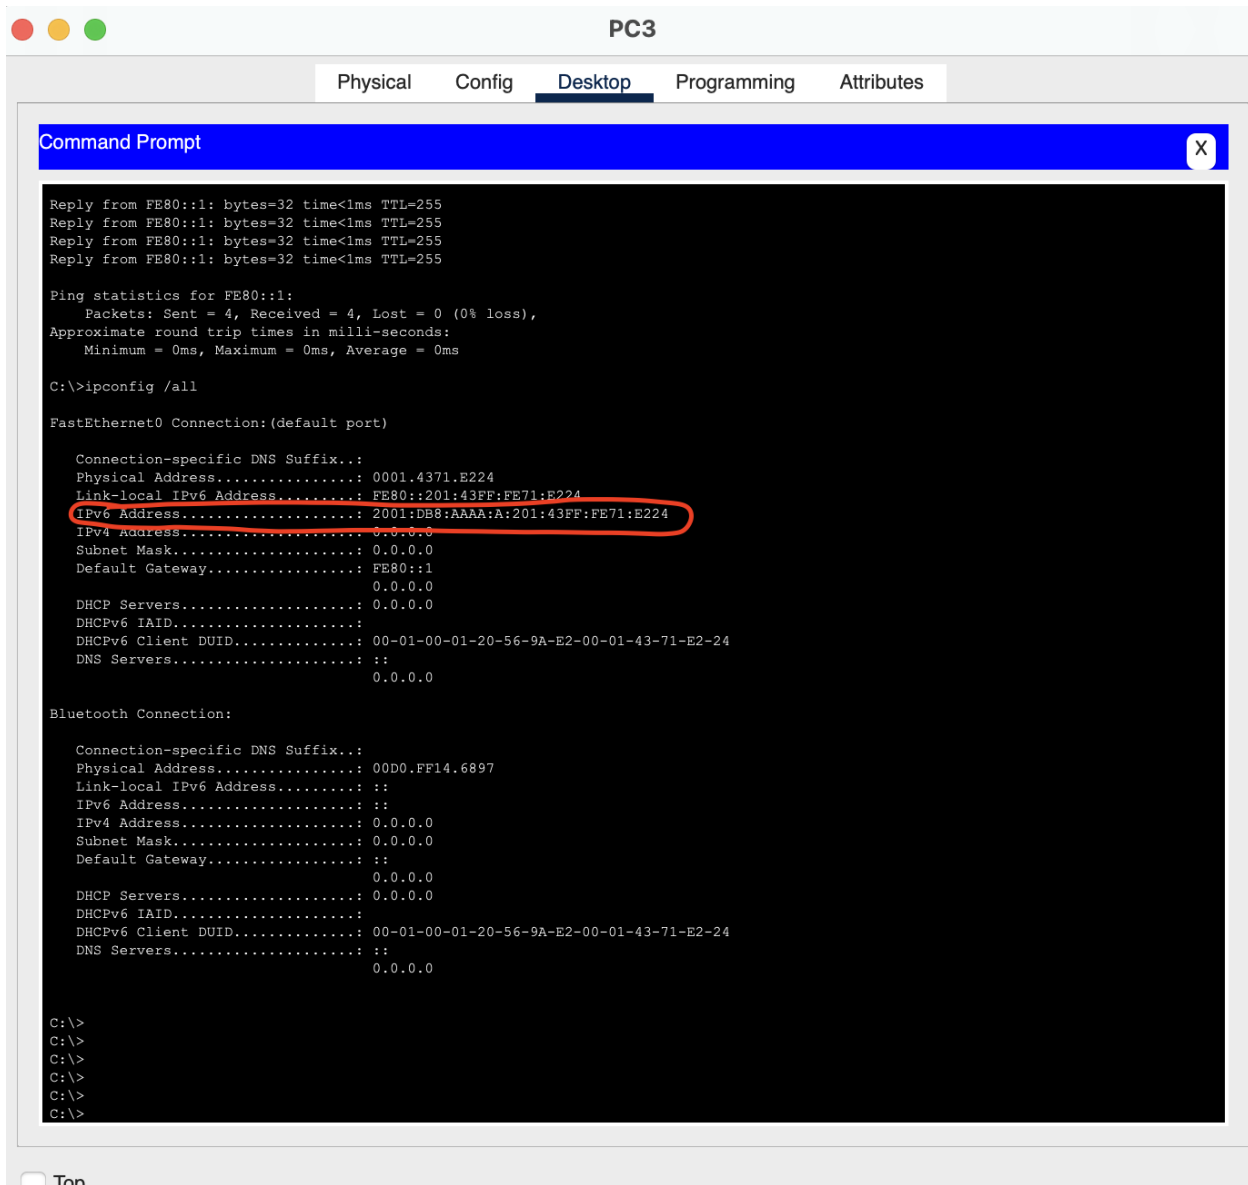 PC3
Physical Config Desktop Programming Attributes
Command Prompt
X
Reply from FE80::1: bytes=32 time<1ms TTL=255
Reply from FE80::1: bytes=32 time<1ms TTL=255
Reply from FE80::1: bytes=32 time<1ms TTL=255
Reply from FE80::1: bytes=32 time<1ms TTL=255
Ping statistics for FE80::1:
Packets: Sent = 4, Received = 4, Lost = 0 (0% loss),
Approximate round trip times in milli-seconds:
Minimum = 0ms, Maximum = 0ms, Average = 0ms
C:\>ipconfig /all
FastEthernet0 Connection:(default port)
Connection-specific DNS Suffix..:
Physical Address................: 0001.4371.E224
Link-local IPv6 Address.........: FE80::201:43FF:FE71:E224
IPv6 Address....................: 2001:DB8:AAAA:A:201:43FF:FE71:E224
IPv4 Address....................: 0.0.0.0
Subnet Mask.....................: 0.0.0.0
Default Gateway.................: FE80::1
0.0.0.0
DHCP Servers....................: 0.0.0.0
DHCPv6 IAID.....................:
DHCPv6 Client DUID..............: 00-01-00-01-20-56-9A-E2-00-01-43-71-E2-24
DNS Servers.....................: ::
0.0.0.0
Bluetooth Connection:
Connection-specific DNS Suffix..:
Physical Address................: 00D0.FF14.6897
Link-local IPv6 Address.........: ::
IPv6 Address....................: ::
IPv4 Address....................: 0.0.0.0
Subnet Mask.....................: 0.0.0.0
Default Gateway.................: ::
0.0.0.0
DHCP Servers....................: 0.0.0.0
DHCPv6 IAID.....................:
DHCPv6 Client DUID..............: 00-01-00-01-20-56-9A-E2-00-01-43-71-E2-24
DNS Servers.....................: ::
0.0.0.0
C:\>
C:\>
C:\>
C:\>
C:\>
C:\>
Top